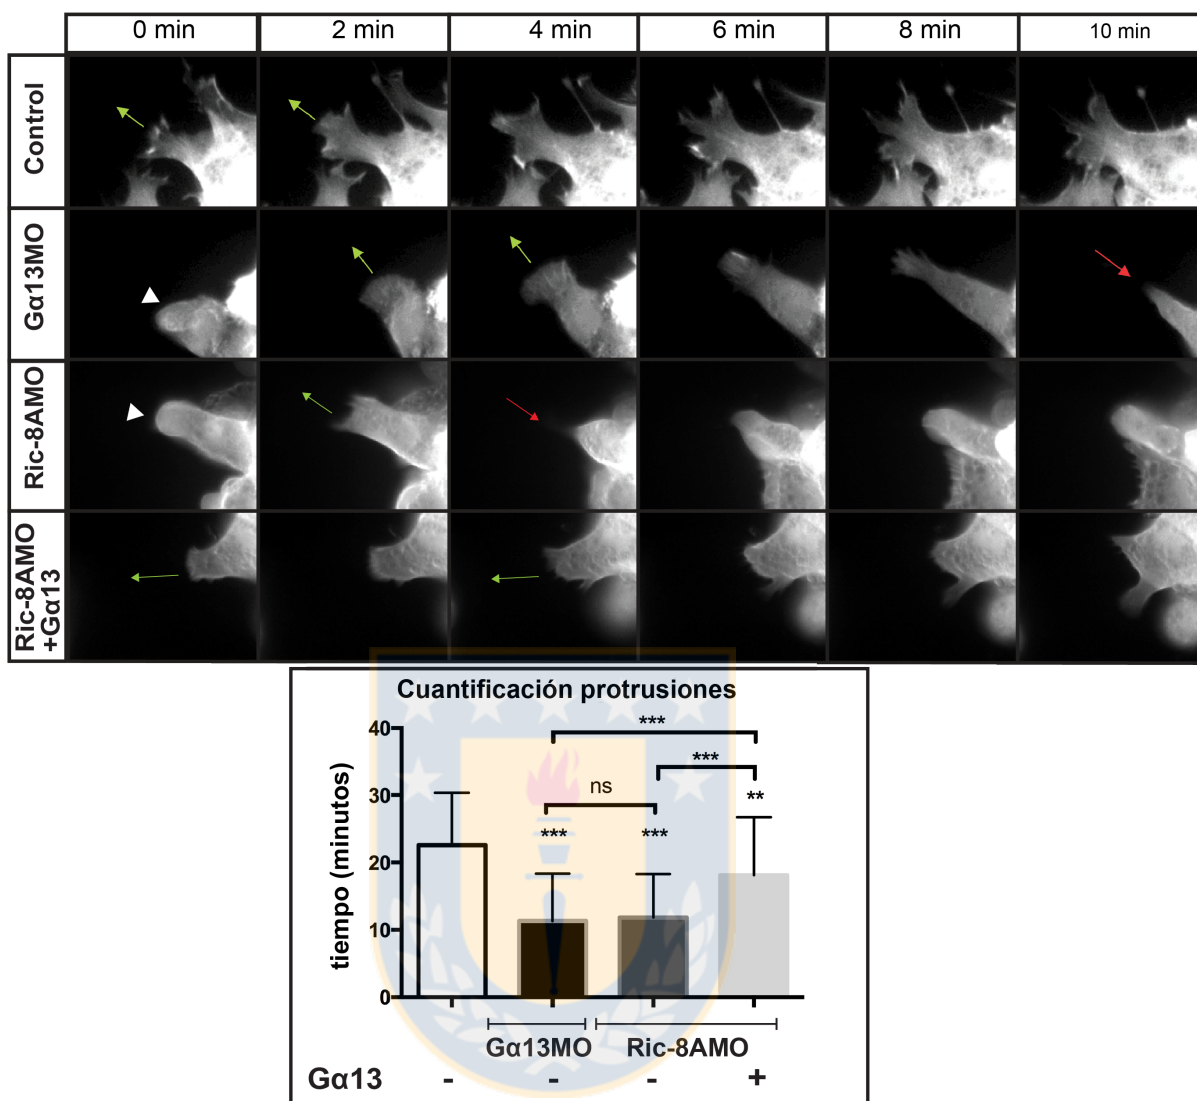 0 min 2 min 4 min 6 min 8 min 10 min
Control
Gα13MO
Ric-8AMO
Ric-8AMO
+Gα13
Cuantificación protrusiones
tiempo (minutos)
40
30
20
10
0
***
***
ns
**
*** ***
Gα13MO Ric-8AMO
Gα13 - - - +